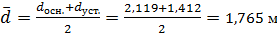 d̄ = (dосн.+dуст.)/2 = (2,119+1,412)/2 = 1,765 м